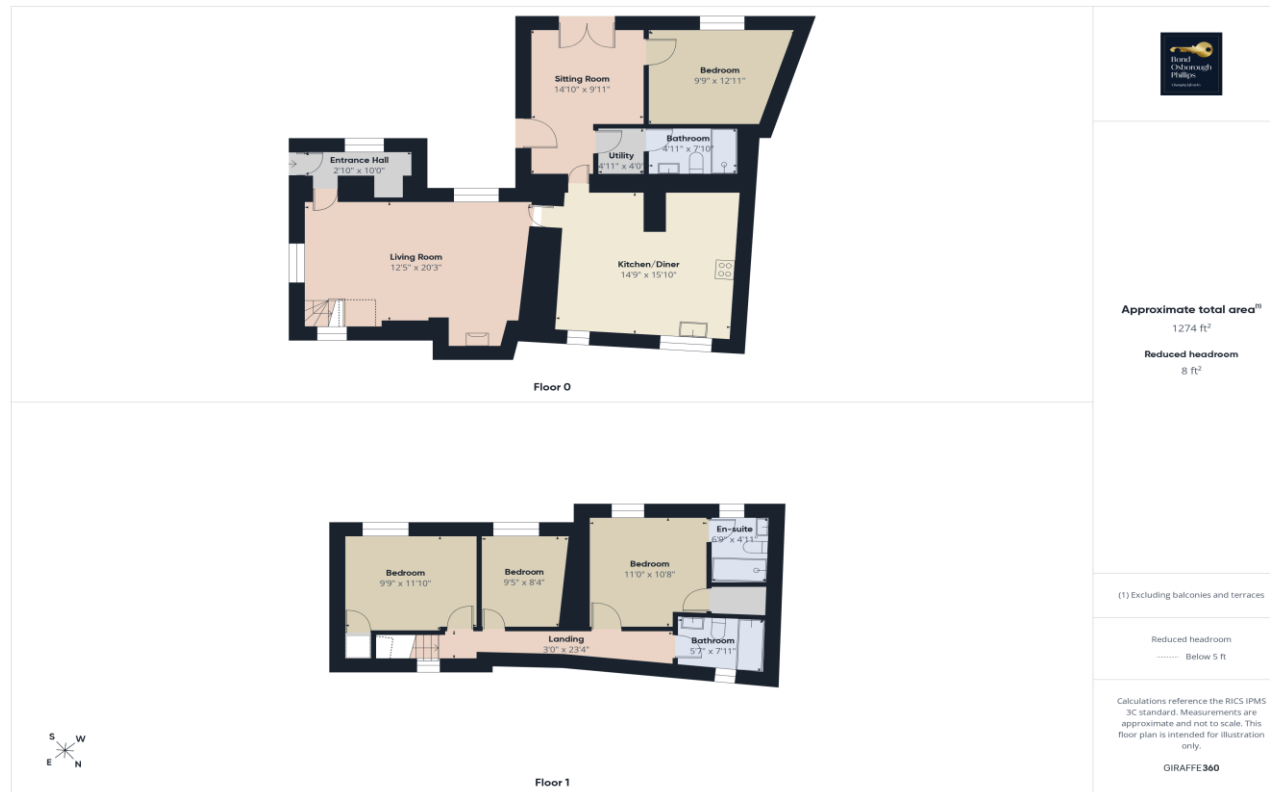 Sitting Room
14'10" x 9'11"
Bedroom
9'9" x 12'11"
Bathroom
4'11" x 7'10"
Utility
4'11" x 4'0"
Entrance Hall
2'10" x 10'0"
Living Room
12'5" x 20'3"
Kitchen/Diner
14'9" x 15'10"
Floor 0
Bedroom
9'9" x 11'10"
Bedroom
9'5" x 8'4"
Bedroom
11'0" x 10'8"
En-suite
6'9" x 4'11"
Landing
3'0" x 23'4"
Bathroom
5'7" x 7'11"
S W
E N
Floor 1
Bond
Osborough
Phillips
Approximate total area(1)
1274 ft²
Reduced headroom
8 ft²
(1) Excluding balconies and terraces
Reduced headroom
Below 5 ft
Calculations reference the RICS IPMS
3C standard. Measurements are
approximate and not to scale. This
floor plan is intended for illustration
only.
GIRAFFE360